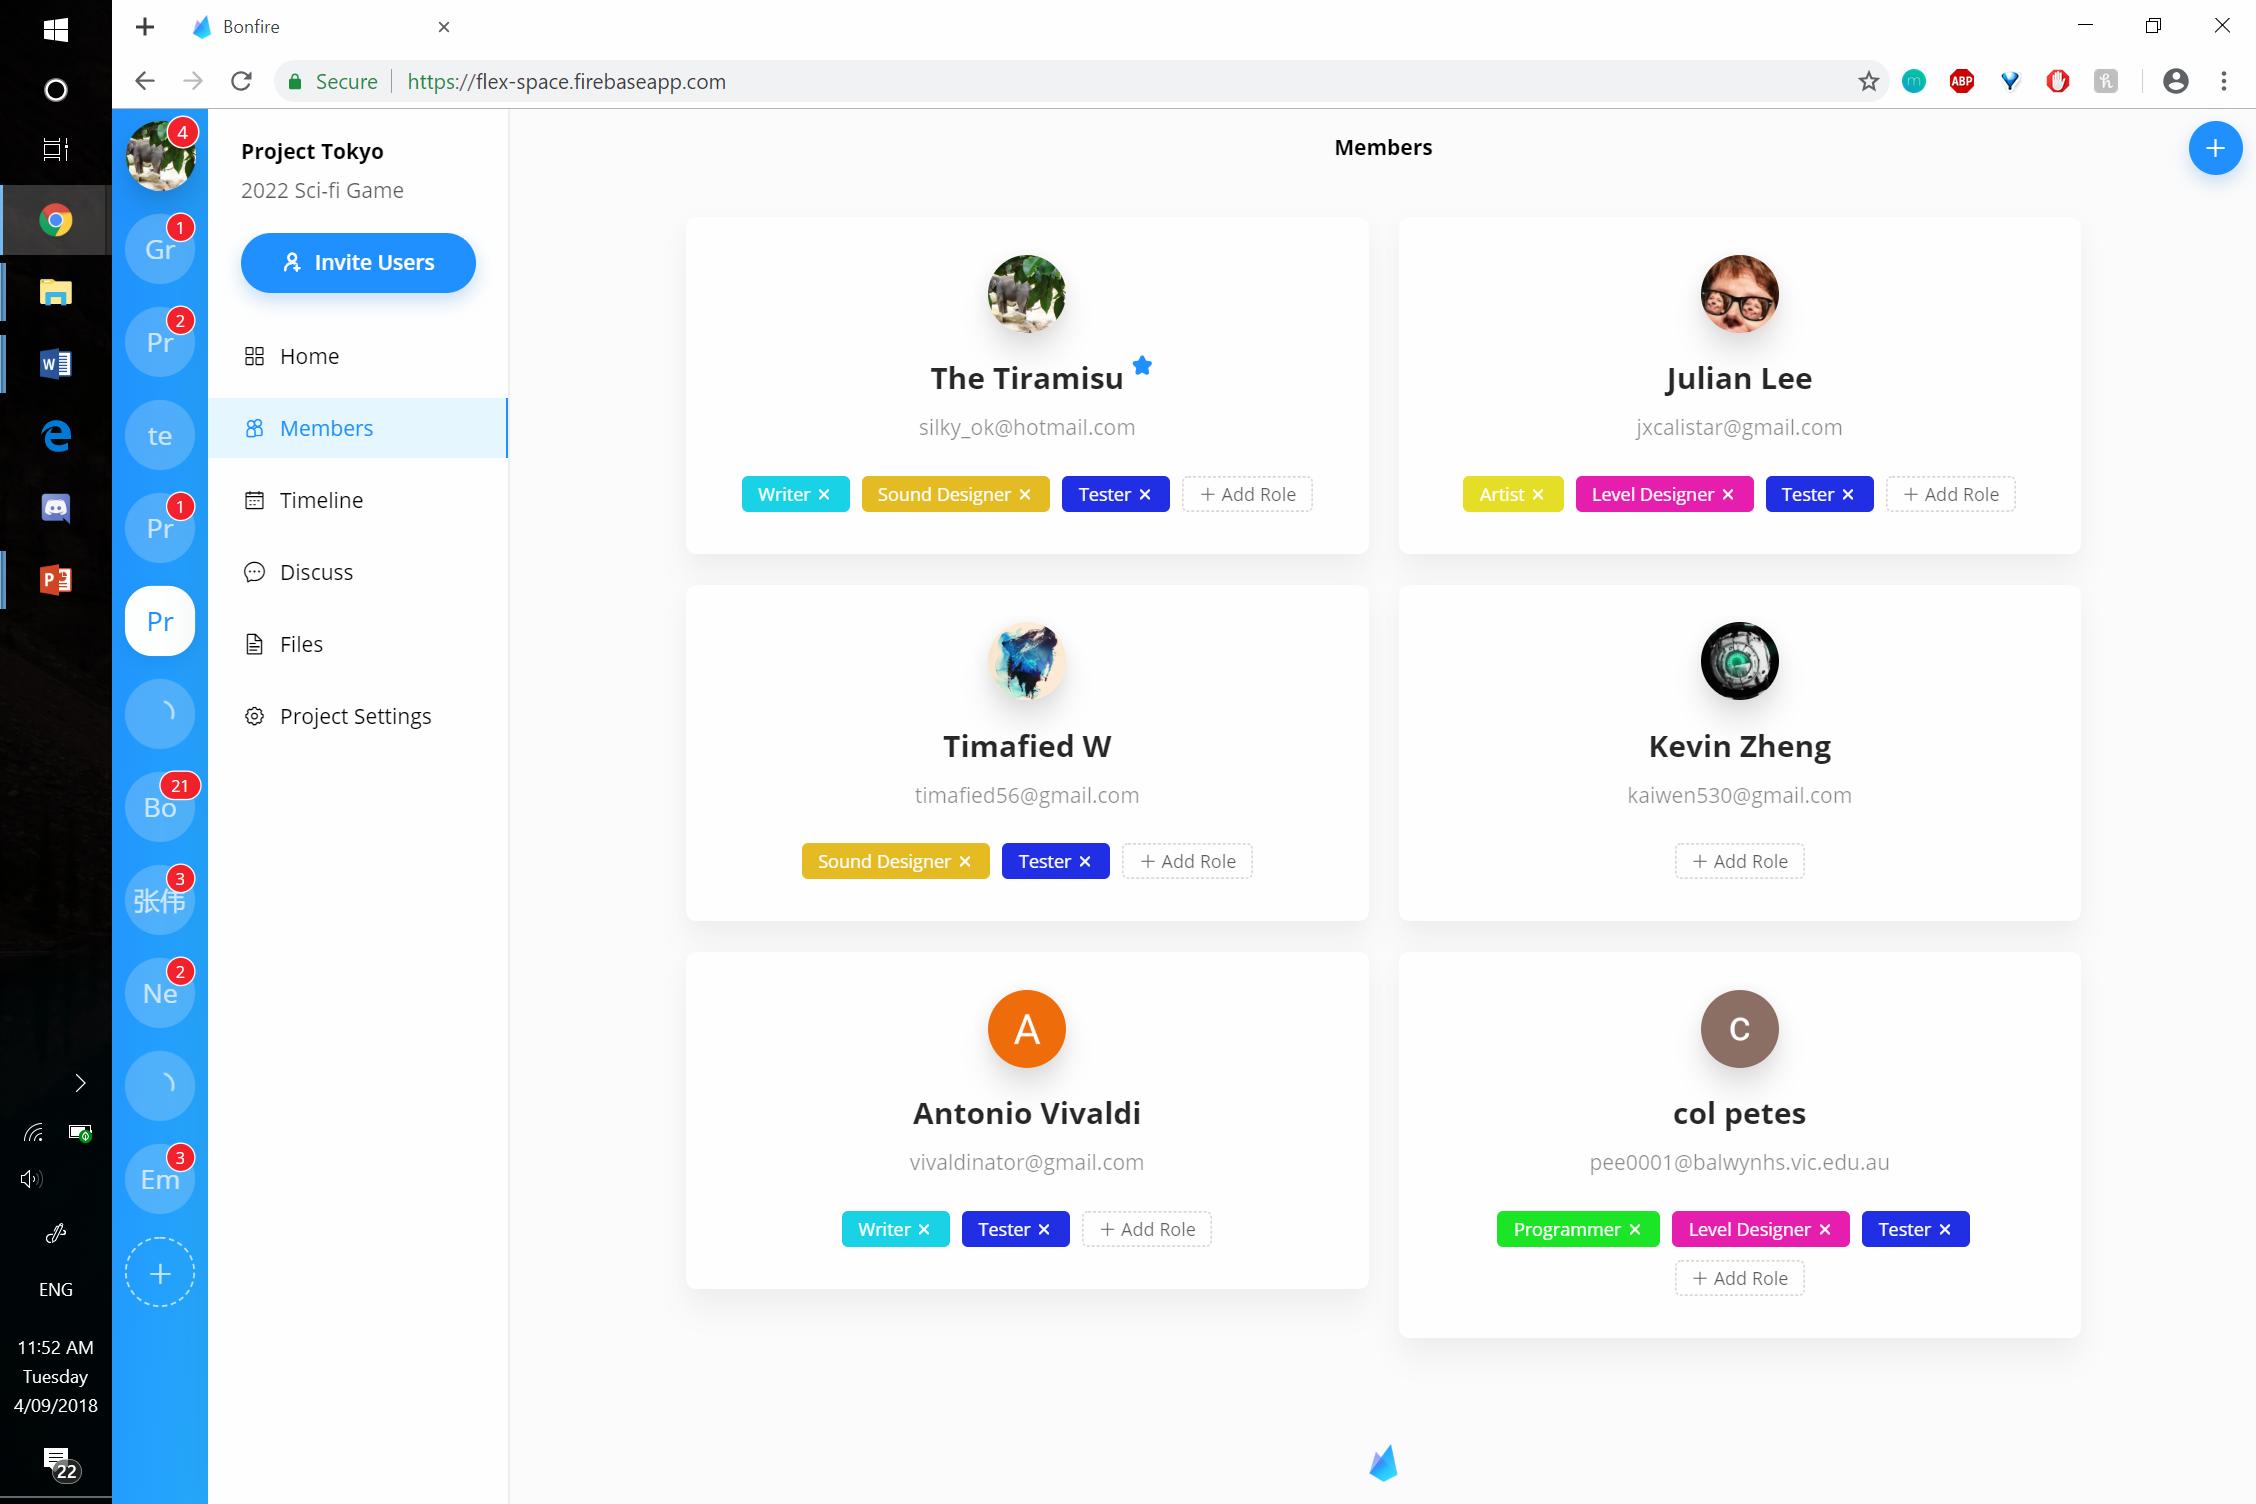 Bonfire
Secure
https://flex-space.firebaseapp.com
ABP
4
Gr
1
Pr
2
te
Pr
1
Pr
Bo
21
张伟
3
Ne
2
Em
3
ENG
11:52 AM
Tuesday
4/09/2018
22
Project Tokyo
2022 Sci-fi Game
Invite Users
Home
Members
Timeline
Discuss
Files
Project Settings
Members
The Tiramisu
silky_ok@hotmail.com
Writer Sound Designer Tester + Add Role
Julian Lee
jxcalistar@gmail.com
Artist Level Designer Tester + Add Role
Timafied W
timafied56@gmail.com
Sound Designer Tester + Add Role
Kevin Zheng
kaiwen530@gmail.com
+ Add Role
A
Antonio Vivaldi
vivaldinator@gmail.com
Writer Tester + Add Role
c
col petes
pee0001@balwynhs.vic.edu.au
Programmer Level Designer Tester
+ Add Role